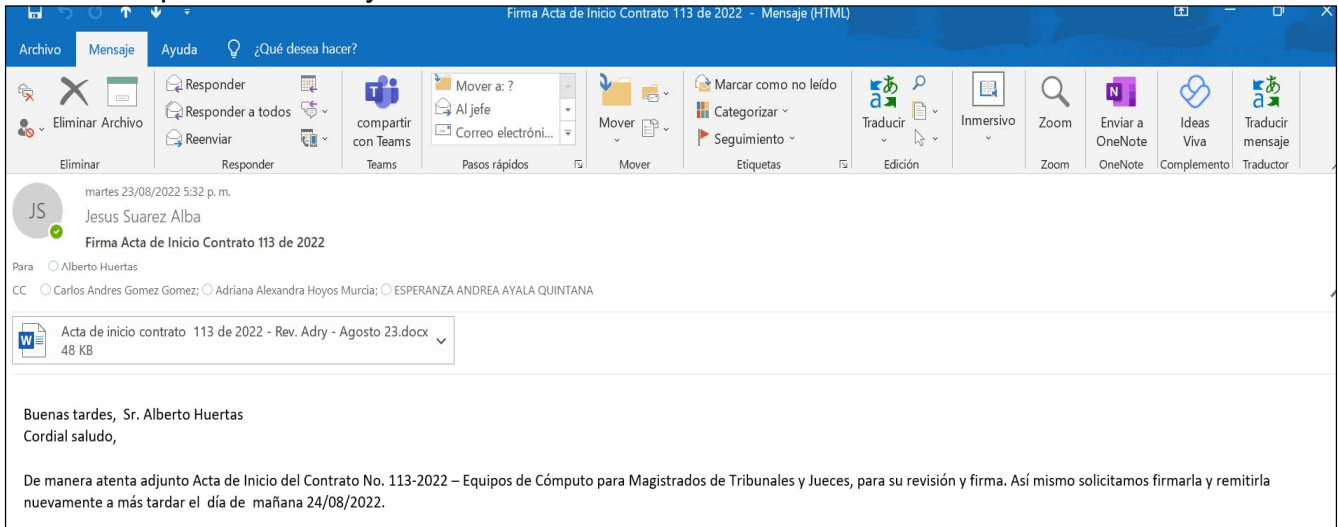 Firma Acta de Inicio Contrato 113 de 2022 - Mensaje (HTML)
Archivo Mensaje Ayuda ¿Qué desea hacer?
Eliminar Archivo
Responder
Responder a todos
Reenviar
compartir con Teams
Mover a: ?
Al jefe
Correo electróni...
Mover
Marcar como no leído
Categorizar
Seguimiento
Traducir
Inmersivo
Zoom
Enviar a OneNote
Ideas Viva
Traducir mensaje
Eliminar Responder Teams Pasos rápidos Mover Etiquetas Edición Zoom OneNote Complemento Traductor
martes 23/08/2022 5:32 p. m.
JS
Jesus Suarez Alba
Firma Acta de Inicio Contrato 113 de 2022
Para Alberto Huertas
CC Carlos Andres Gomez Gomez; Adriana Alexandra Hoyos Murcia; ESPERANZA ANDREA AYALA QUINTANA
Acta de inicio contrato 113 de 2022 - Rev. Adry - Agosto 23.docx
48 KB
Buenas tardes, Sr. Alberto Huertas
Cordial saludo,
De manera atenta adjunto Acta de Inicio del Contrato No. 113-2022 – Equipos de Cómputo para Magistrados de Tribunales y Jueces, para su revisión y firma. Así mismo solicitamos firmarla y remitirla
nuevamente a más tardar el día de mañana 24/08/2022.